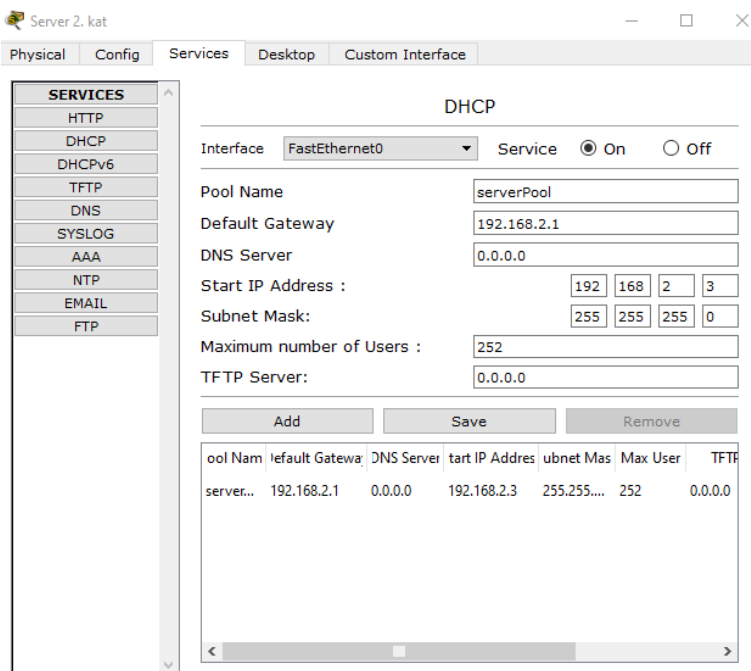 Server 2. kat
Physical Config Services Desktop Custom Interface
SERVICES
HTTP
DHCP
DHCPv6
TFTP
DNS
SYSLOG
AAA
NTP
EMAIL
FTP
DHCP
Interface FastEthernet0 Service On Off
Pool Name serverPool
Default Gateway 192.168.2.1
DNS Server 0.0.0.0
Start IP Address : 192 168 2 3
Subnet Mask: 255 255 255 0
Maximum number of Users : 252
TFTP Server: 0.0.0.0
Add Save Remove
ool Nam efault Gateway DNS Server tart IP Addres ubnet Mas Max User TFTP
server... 192.168.2.1 0.0.0.0 192.168.2.3 255.255.... 252 0.0.0.0